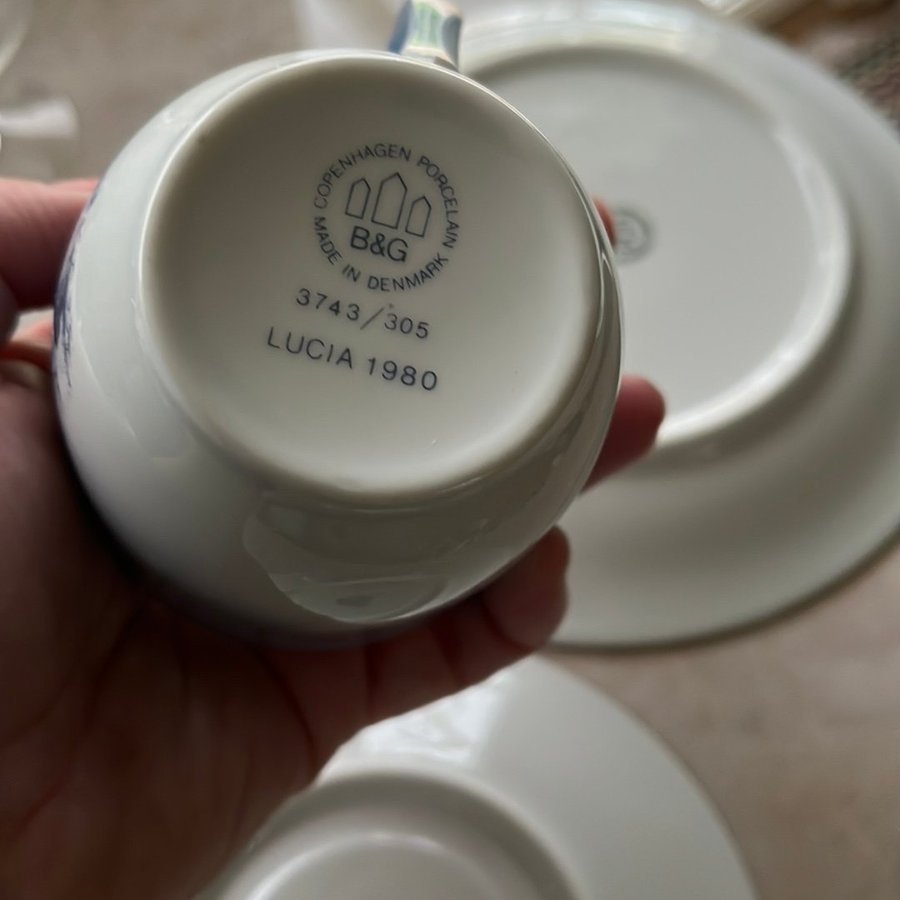 COPENHAGEN PORCELAIN
B&G
MADE IN DENMARK
3743/305
LUCIA 1980